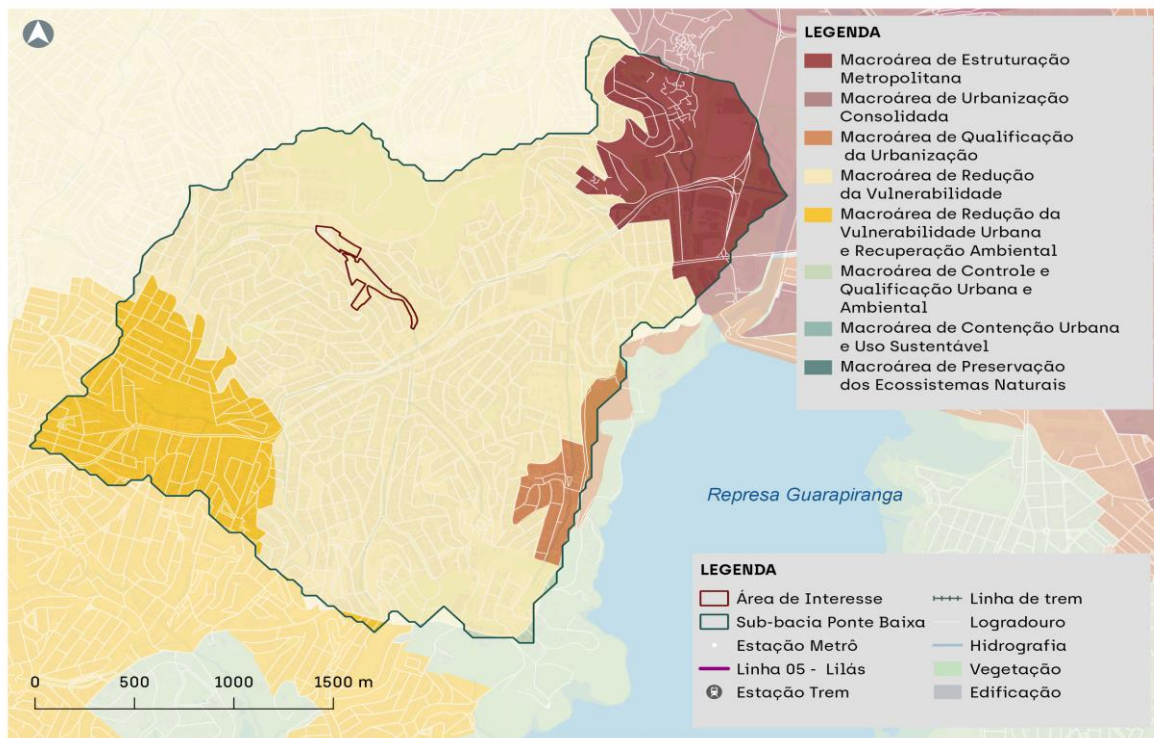 LEGENDA
Macroárea de Estruturação
Metropolitana
Macroárea de Urbanização
Consolidada
Macroárea de Qualificação
da Urbanização
Macroárea de Redução
da Vulnerabilidade
Macroárea de Redução da
Vulnerabilidade Urbana
e Recuperação Ambiental
Macroárea de Controle e
Qualificação Urbana e
Ambiental
Macroárea de Contenção Urbana
e Uso Sustentável
Macroárea de Preservação
dos Ecossistemas Naturais
Represa Guarapiranga
LEGENDA
Área de Interesse
Sub-bacia Ponte Baixa
Estação Metrô
Linha 05 - Lilás
Estação Trem
Linha de trem
Logradouro
Hidrografia
Vegetação
Edificação
0 500 1000 1500 m